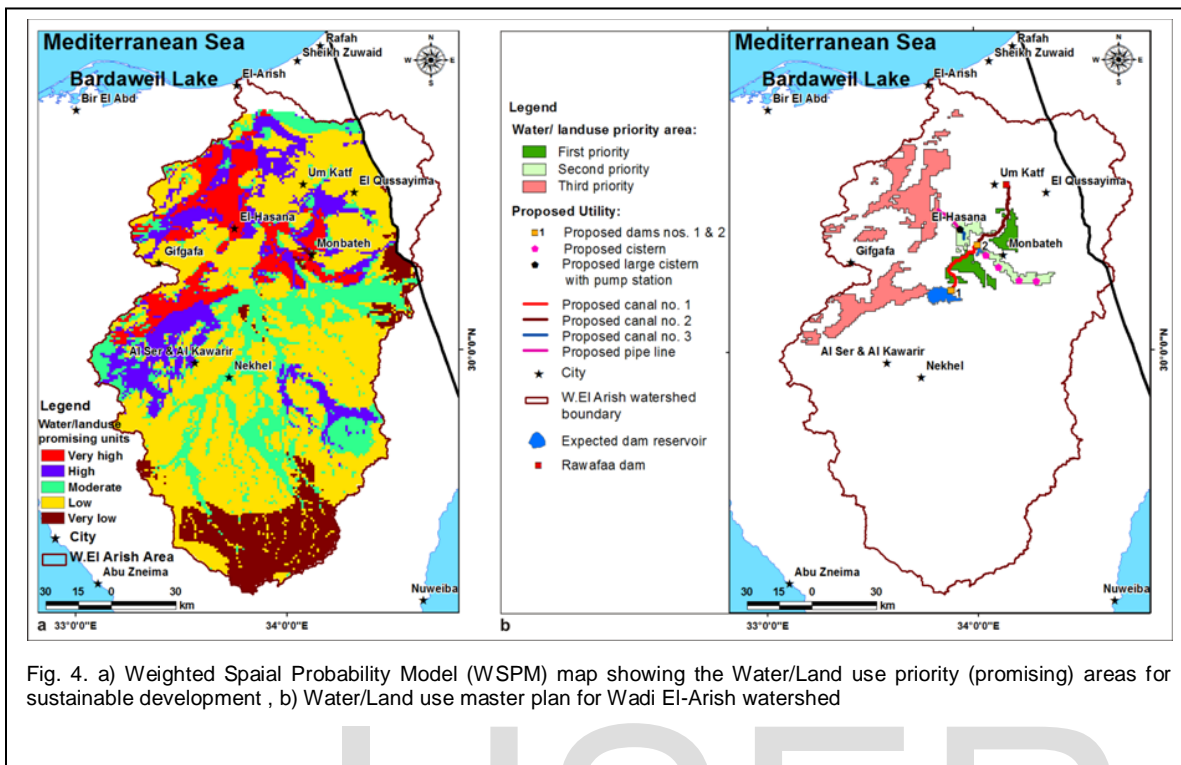 Mediterranean Sea
Rafah
Sheikh Zuwaid
Bardaweil Lake
El-Arish
Bir El Abd
N
W
E
S
Um Katf
El Qussayima
El-Hasana
Monbateh
Gifgafa
Al Ser & Al Kawarir
Nekhel
30°0'0"E
Legend
Water/landuse
promising units
Very high
High
Moderate
Low
Very low
City
W.El Arish Area
Abu Zneima
Nuweiba
30 15 0 30
km
a
33°0'0"E
34°0'0"E
Legend
Water/ landuse priority area:
First priority
Second priority
Third priority
Proposed Utility:
1 Proposed dams nos. 1 & 2
Proposed cistern
Proposed large cistern
with pump station
Proposed canal no. 1
Proposed canal no. 2
Proposed canal no. 3
Proposed pipe line
City
W.El Arish watershed
boundary
Expected dam reservoir
Rawafaa dam
b
Mediterranean Sea
Rafah
Sheikh Zuwaid
Bardaweil Lake
El-Arish
Bir El Abd
N
W
E
S
Um Katf
El Qussayima
El-Hasana
2
Monbateh
Gifgafa
1
Al Ser & Al Kawarir
Nekhel
30°0'0"E
Abu Zneima
Nuweiba
30 15 0 30
km
33°0'0"E
34°0'0"E
Fig. 4. a) Weighted Spaial Probability Model (WSPM) map showing the Water/Land use priority (promising) areas for
sustainable development , b) Water/Land use master plan for Wadi El-Arish watershed